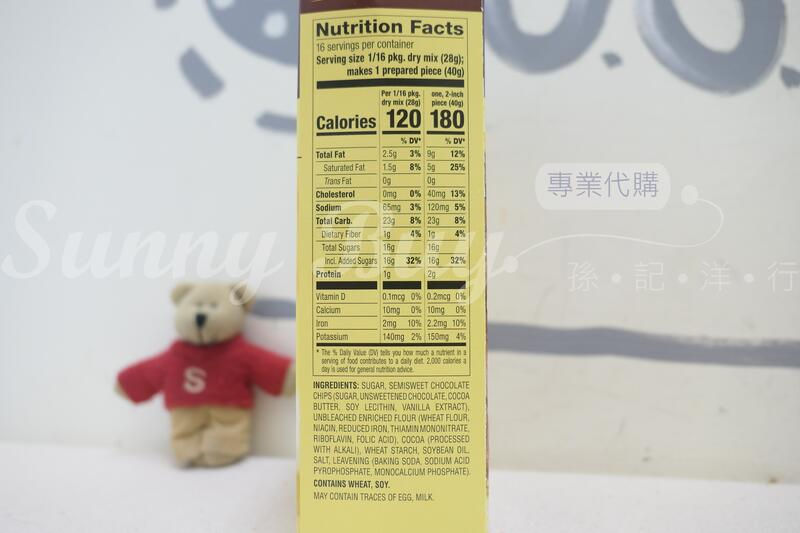 Nutrition Facts
16 servings per container
Serving size 1/16 pkg. dry mix (28g);
makes 1 prepared piece (40g)
Per 1/16 pkg. dry mix (28g) one, 2-inch piece (40g)
Calories 120 180
% DV* % DV*
Total Fat 2.5g 3% 9g 12%
Saturated Fat 1.5g 8% 5g 25%
Trans Fat 0g 0g
Cholesterol 0mg 0% 40mg 13%
Sodium 65mg 3% 120mg 5%
Total Carb. 23g 8% 23g 8%
Dietary Fiber 1g 4% 1g 4%
Total Sugars 16g 16g
Incl. Added Sugars 16g 32% 16g 32%
Protein 1g 2g
Vitamin D 0.1mcg 0% 0.2mcg 0%
Calcium 10mg 0% 10mg 0%
Iron 2mg 10% 2.2mg 10%
Potassium 140mg 2% 150mg 4%
* The % Daily Value (DV) tells you how much a nutrient in a
serving of food contributes to a daily diet. 2,000 calories
a day is used for general nutrition advice.
INGREDIENTS: SUGAR, SEMISWEET CHOCOLATE
CHIPS (SUGAR, UNSWEETENED CHOCOLATE, COCOA
BUTTER, SOY LECITHIN, VANILLA EXTRACT),
UNBLEACHED ENRICHED FLOUR (WHEAT FLOUR,
NIACIN, REDUCED IRON, THIAMIN MONONITRATE,
RIBOFLAVIN, FOLIC ACID), COCOA (PROCESSED
WITH ALKALI), WHEAT STARCH, SOYBEAN OIL,
SALT, LEAVENING (BAKING SODA, SODIUM ACID
PYROPHOSPHATE, MONOCALCIUM PHOSPHATE).
CONTAINS WHEAT, SOY.
MAY CONTAIN TRACES OF EGG, MILK.
S
Sunny Buy.
專業代購
孫・記・洋・行